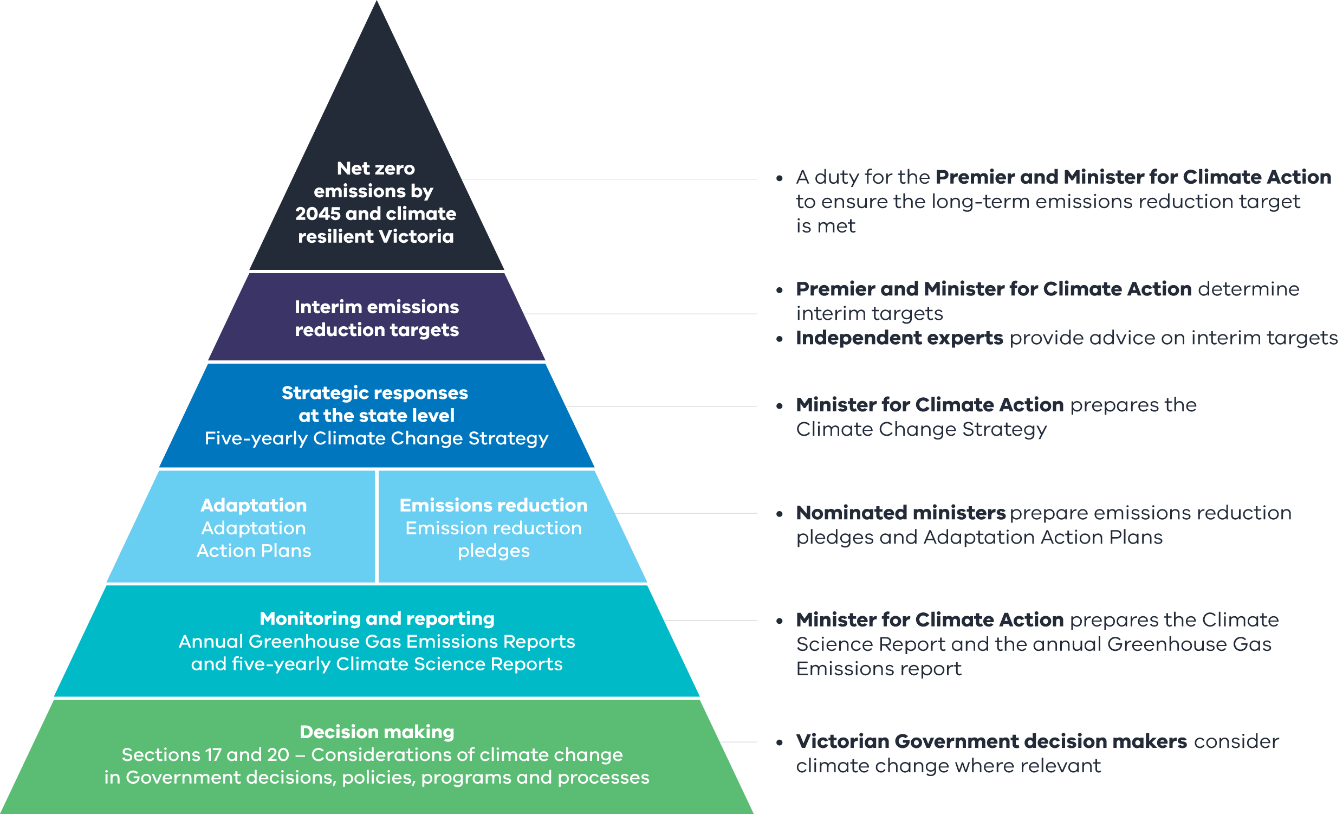 Net zero
emissions by
2045 and climate
resilient Victoria
• A duty for the Premier and Minister for Climate Action
to ensure the long-term emissions reduction target
is met
Interim emissions
reduction targets
• Premier and Minister for Climate Action determine
interim targets
• Independent experts provide advice on interim targets
Strategic responses
at the state level
Five-yearly Climate Change Strategy
• Minister for Climate Action prepares the
Climate Change Strategy
Adaptation
Adaptation
Action Plans
Emissions reduction
Emission reduction
pledges
• Nominated ministers prepare emissions reduction
pledges and Adaptation Action Plans
Monitoring and reporting
Annual Greenhouse Gas Emissions Reports
and five-yearly Climate Science Reports
• Minister for Climate Action prepares the Climate
Science Report and the annual Greenhouse Gas
Emissions report
Decision making
Sections 17 and 20 – Considerations of climate change
in Government decisions, policies, programs and processes
• Victorian Government decision makers consider
climate change where relevant